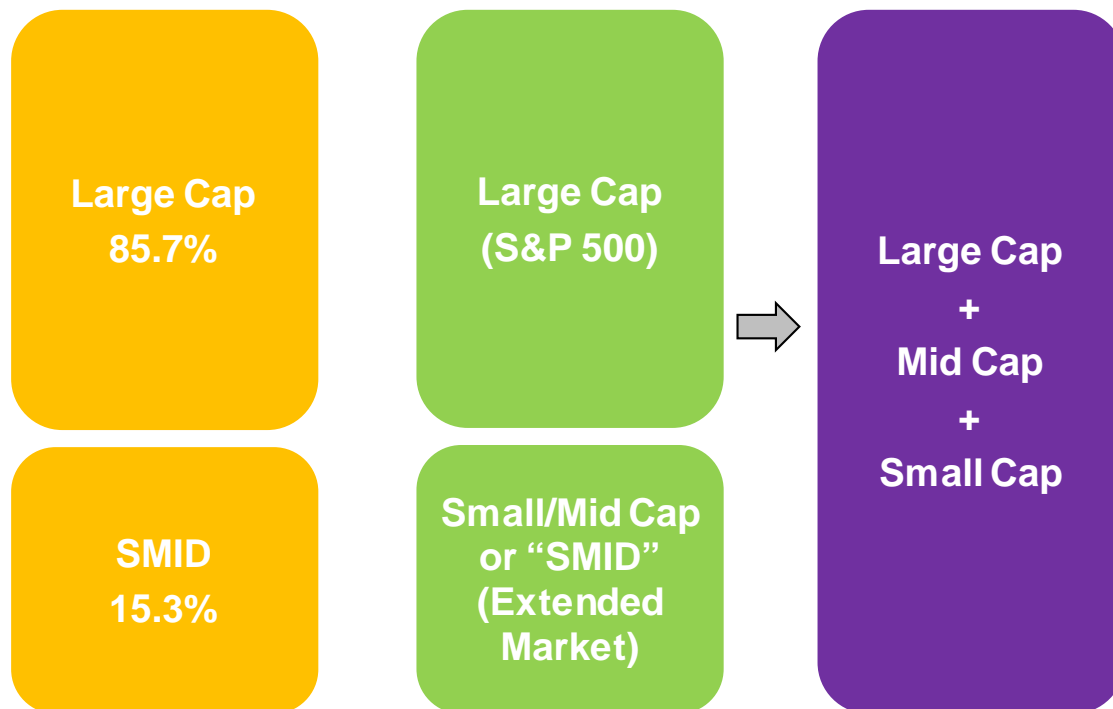 Large Cap
85.7%
SMID
15.3%
Large Cap
(S&P 500)
Small/Mid Cap
or “SMID”
(Extended
Market)
Large Cap
+
Mid Cap
+
Small Cap